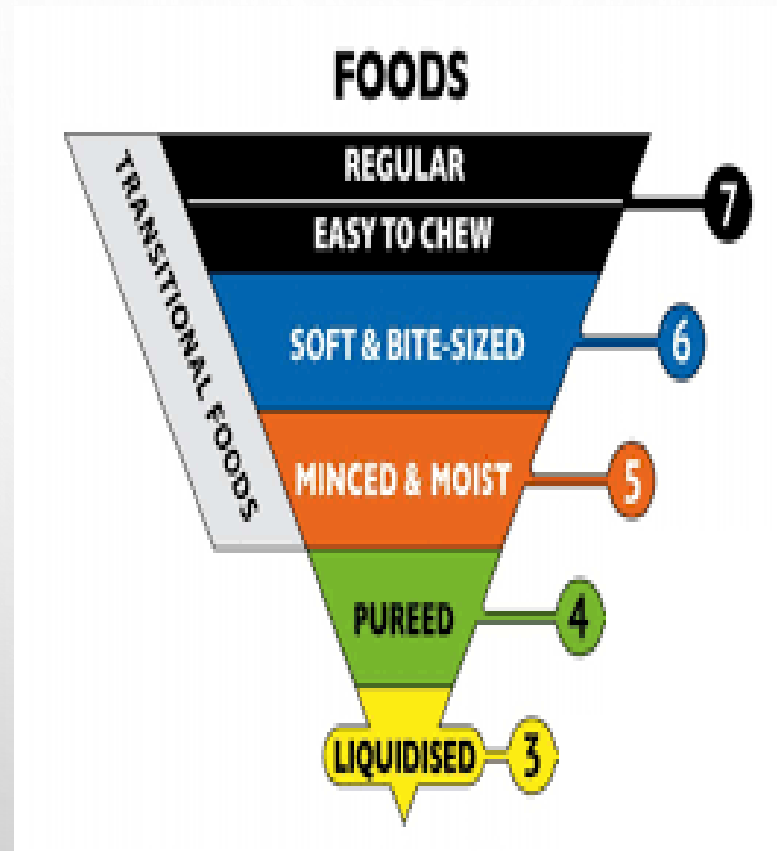 FOODS
TRANSITIONAL FOODS
REGULAR
EASY TO CHEW
7
SOFT & BITE-SIZED
6
MINCED & MOIST
5
PUREED
4
LIQUIDISED
3